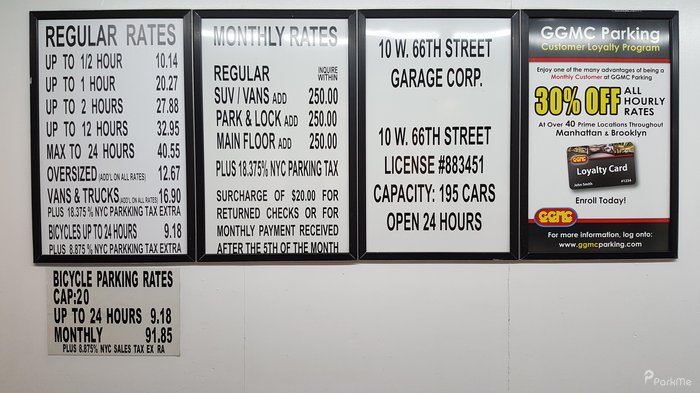 REGULAR RATES
UP TO 1/2 HOUR 10.14
UP TO 1 HOUR 20.27
UP TO 2 HOURS 27.88
UP TO 12 HOURS 32.95
MAX TO 24 HOURS 40.55
OVERSIZED (ADD'L ON ALL RATES) 12.67
VANS & TRUCKS (ADD'L ON ALL RATES) 16.90
PLUS 18.375 % NYC PARKKING TAX EXTRA
BICYCLES UP TO 24 HOURS 9.18
PLUS 8.875 % NYC PARKING TAX EXTRA
MONTHLY RATES
REGULAR INQUIRE WITHIN
SUV / VANS ADD 250.00
PARK & LOCK ADD 250.00
MAIN FLOOR ADD 250.00
PLUS 18.375% NYC PARKING TAX
SURCHARGE OF $20.00 FOR
RETURNED CHECKS OR FOR
MONTHLY PAYMENT RECEIVED
AFTER THE 5TH OF THE MONTH
10 W. 66TH STREET
GARAGE CORP.
10 W. 66TH STREET
LICENSE #883451
CAPACITY: 195 CARS
OPEN 24 HOURS
GGMC Parking
Customer Loyalty Program
Enjoy one of the many advantages of being a
Monthly Customer at GGMC Parking
30% OFF ALL HOURLY RATES
At Over 40 Prime Locations Throughout
Manhattan & Brooklyn
GGMC
Loyalty Card
John Smith #1234
Enroll Today!
GGMC
For more information, log onto:
www.ggmcparking.com
BICYCLE PARKING RATES
CAP:20
UP TO 24 HOURS 9.18
MONTHLY 91.85
PLUS 8.875% NYC SALES TAX EX RA
ParkMe